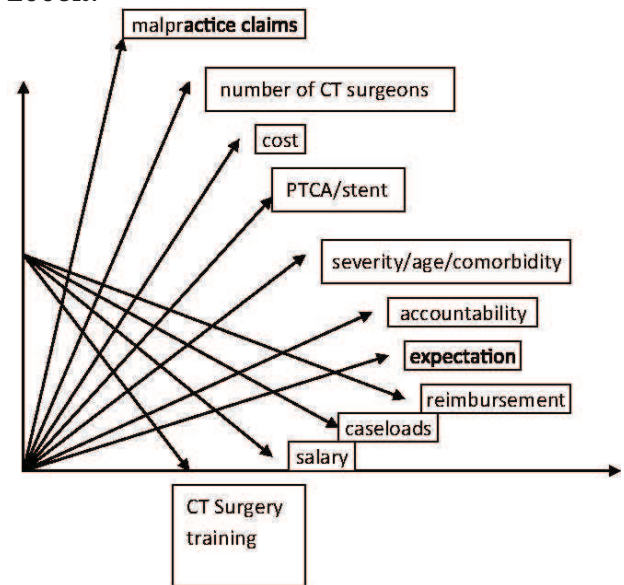 malpractice claims
number of CT surgeons
cost
PTCA/stent
severity/age/comorbidity
accountability
expectation
reimbursement
caseloads
salary
CT Surgery
training